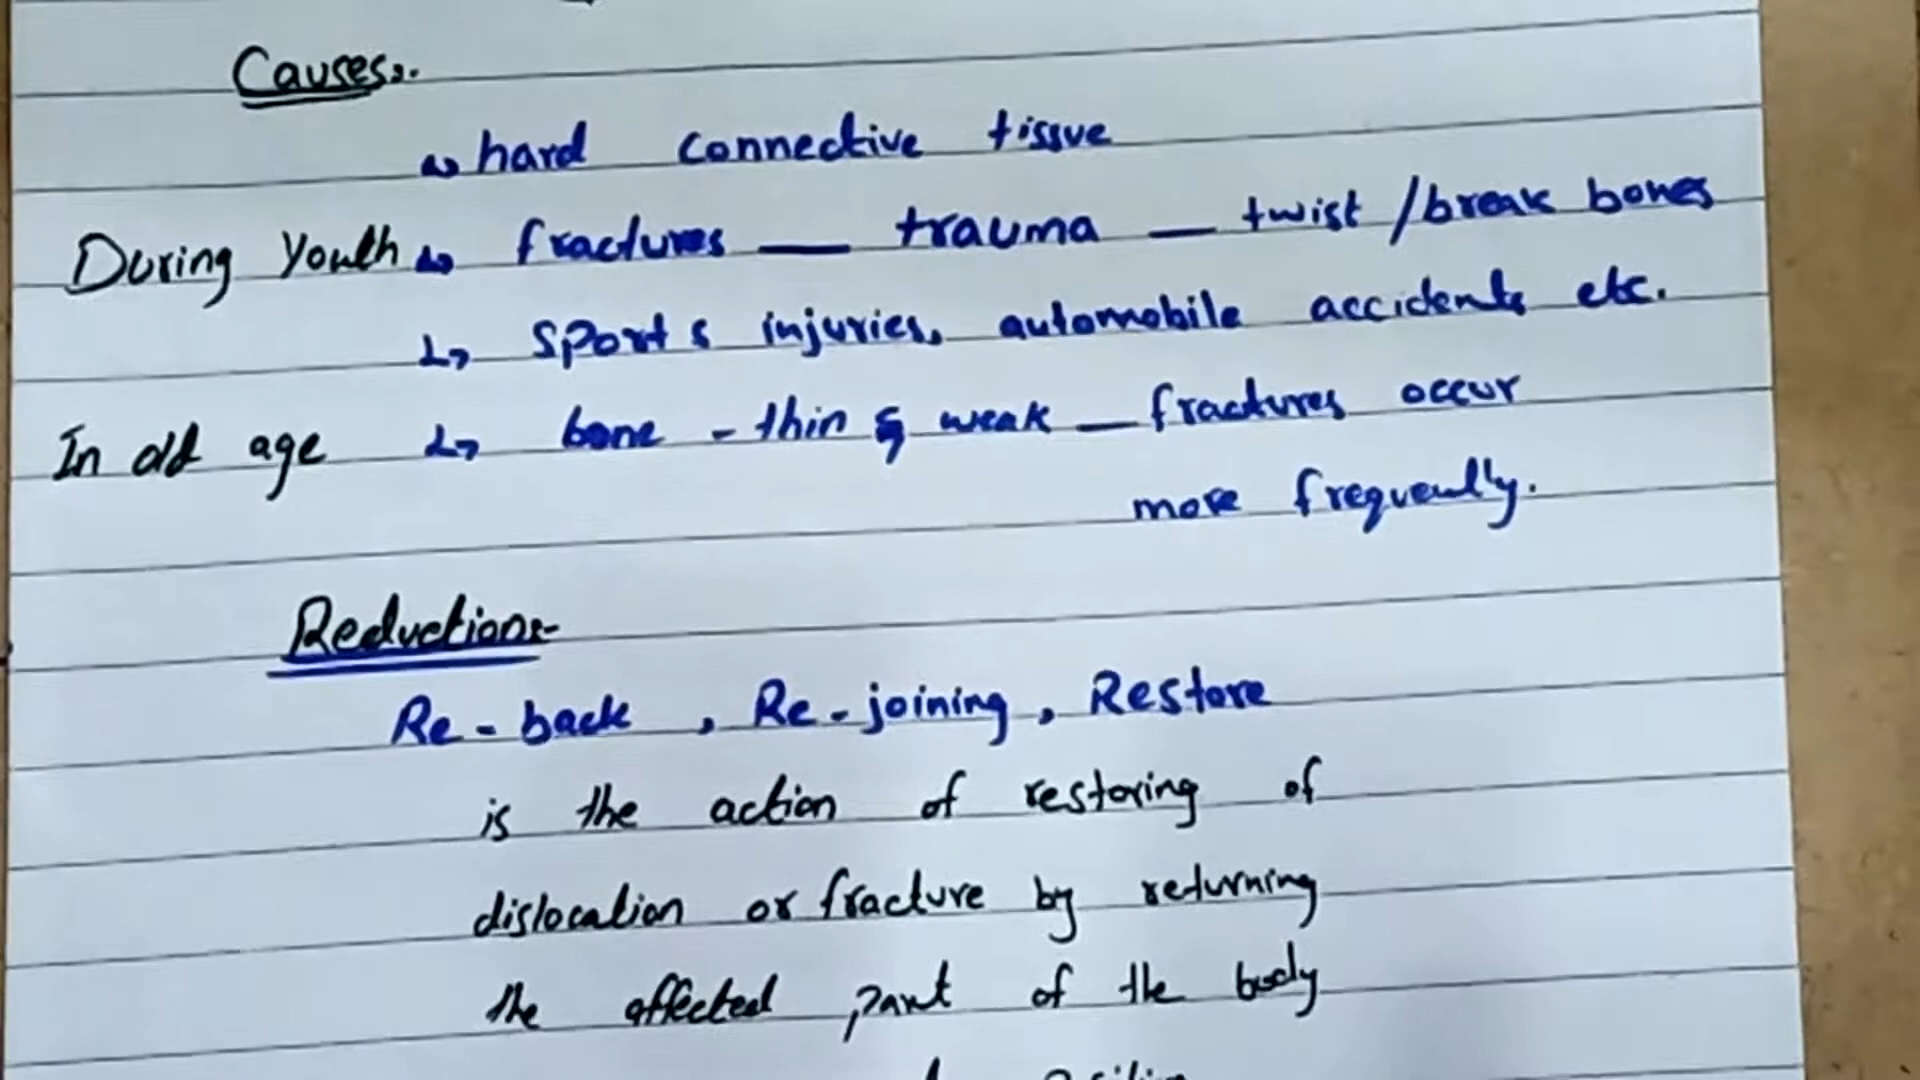 Causes:-
↳ hard connective tissue
During Youth ↳ fractures — trauma — twist / break bones
↳ Sports injuries, automobile accidents etc.
In old age ↳ bone - thin & weak — fractures occur
more frequently.
Reduction:-
Re-back, Re-joining, Restore
is the action of restoring of
dislocation or fracture by returning
the affected part of the body